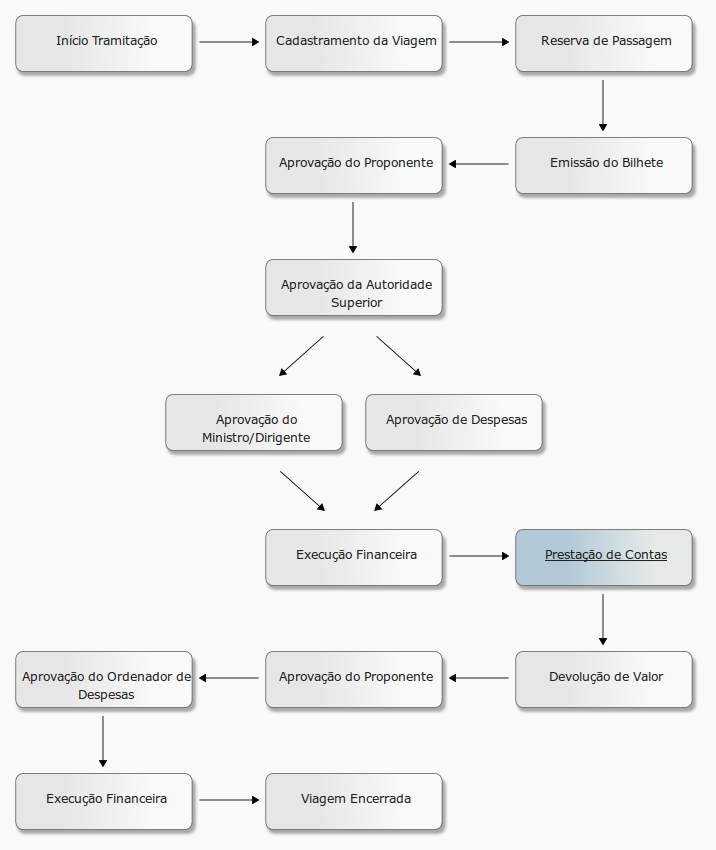 Início Tramitação
Cadastramento da Viagem
Reserva de Passagem
Emissão do Bilhete
Aprovação do Proponente
Aprovação da Autoridade
Superior
Aprovação do
Ministro/Dirigente
Aprovação de Despesas
Execução Financeira
Prestação de Contas
Devolução de Valor
Aprovação do Proponente
Aprovação do Ordenador de
Despesas
Execução Financeira
Viagem Encerrada